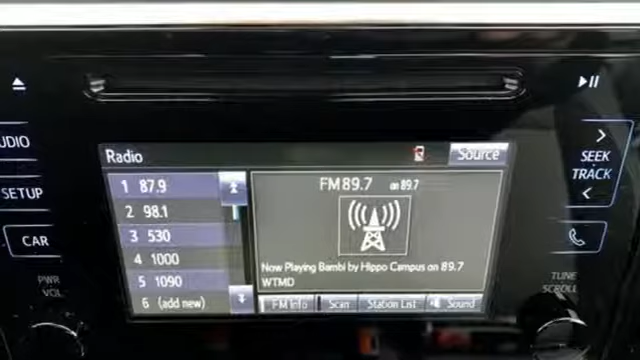 AUDIO
SETUP
CAR
PWR
VOL
Radio
Source
1 87.9
2 98.1
3 530
4 1000
5 1090
6 (add new)
FM 89.7 on 89.7
Now Playing Bambi by Hippo Campus on 89.7
WTMD
FM Info
Scan
Station List
Sound
SEEK
TRACK
TUNE
SCROLL